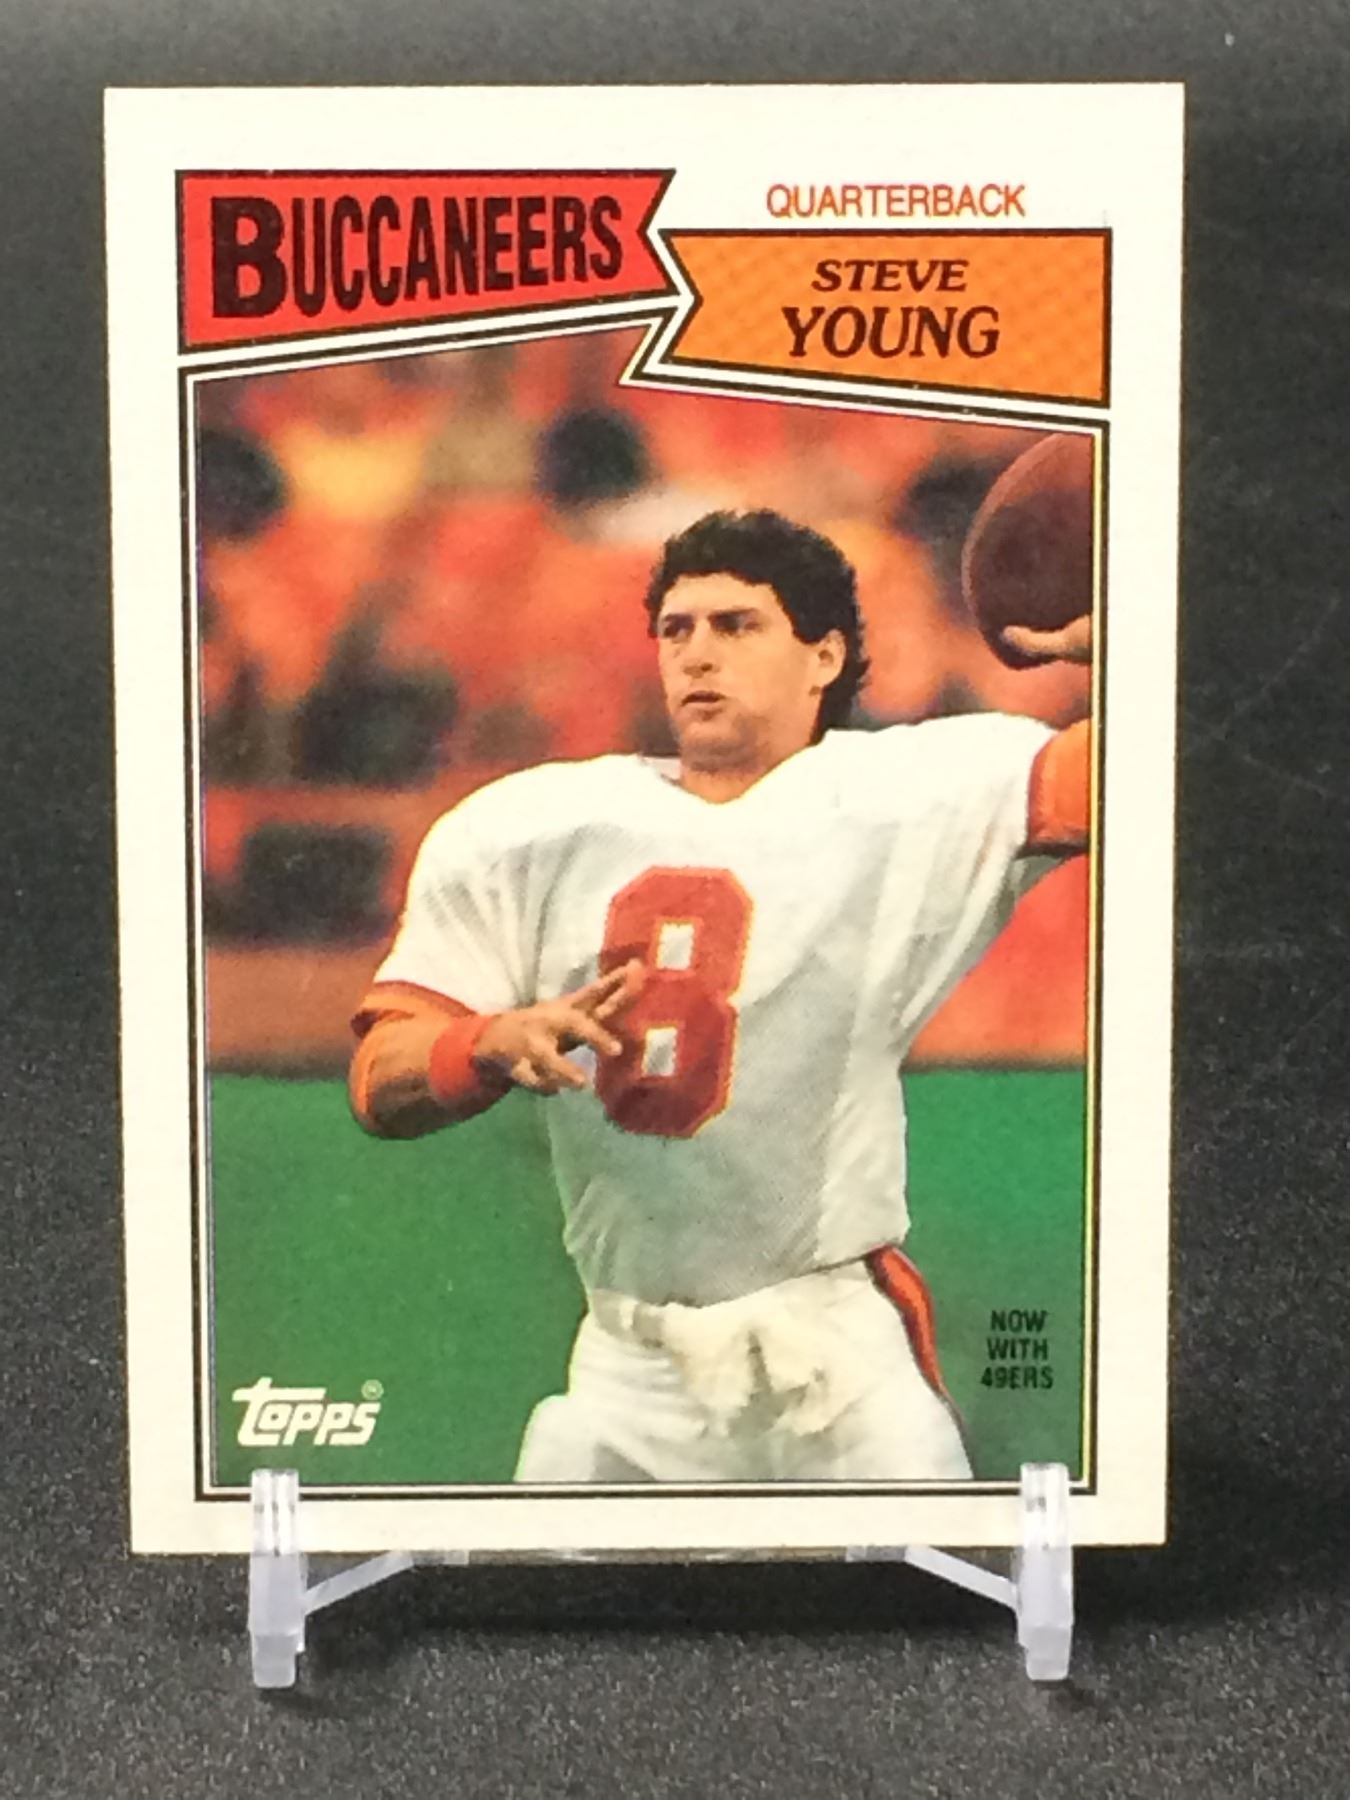 BUCCANEERS
QUARTERBACK
STEVE
YOUNG
8
NOW
WITH
49ERS
TOPPS®